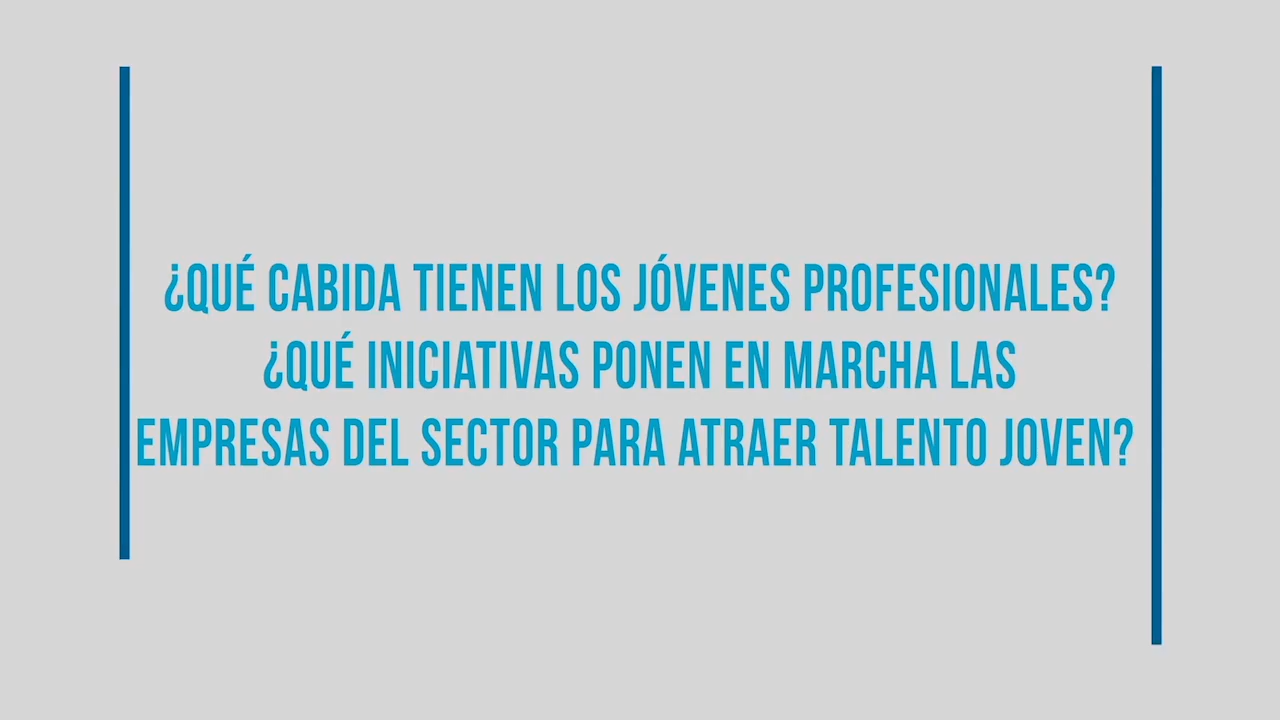 ¿QUÉ CABIDA TIENEN LOS JÓVENES PROFESIONALES?
¿QUÉ INICIATIVAS PONEN EN MARCHA LAS
EMPRESAS DEL SECTOR PARA ATRAER TALENTO JOVEN?